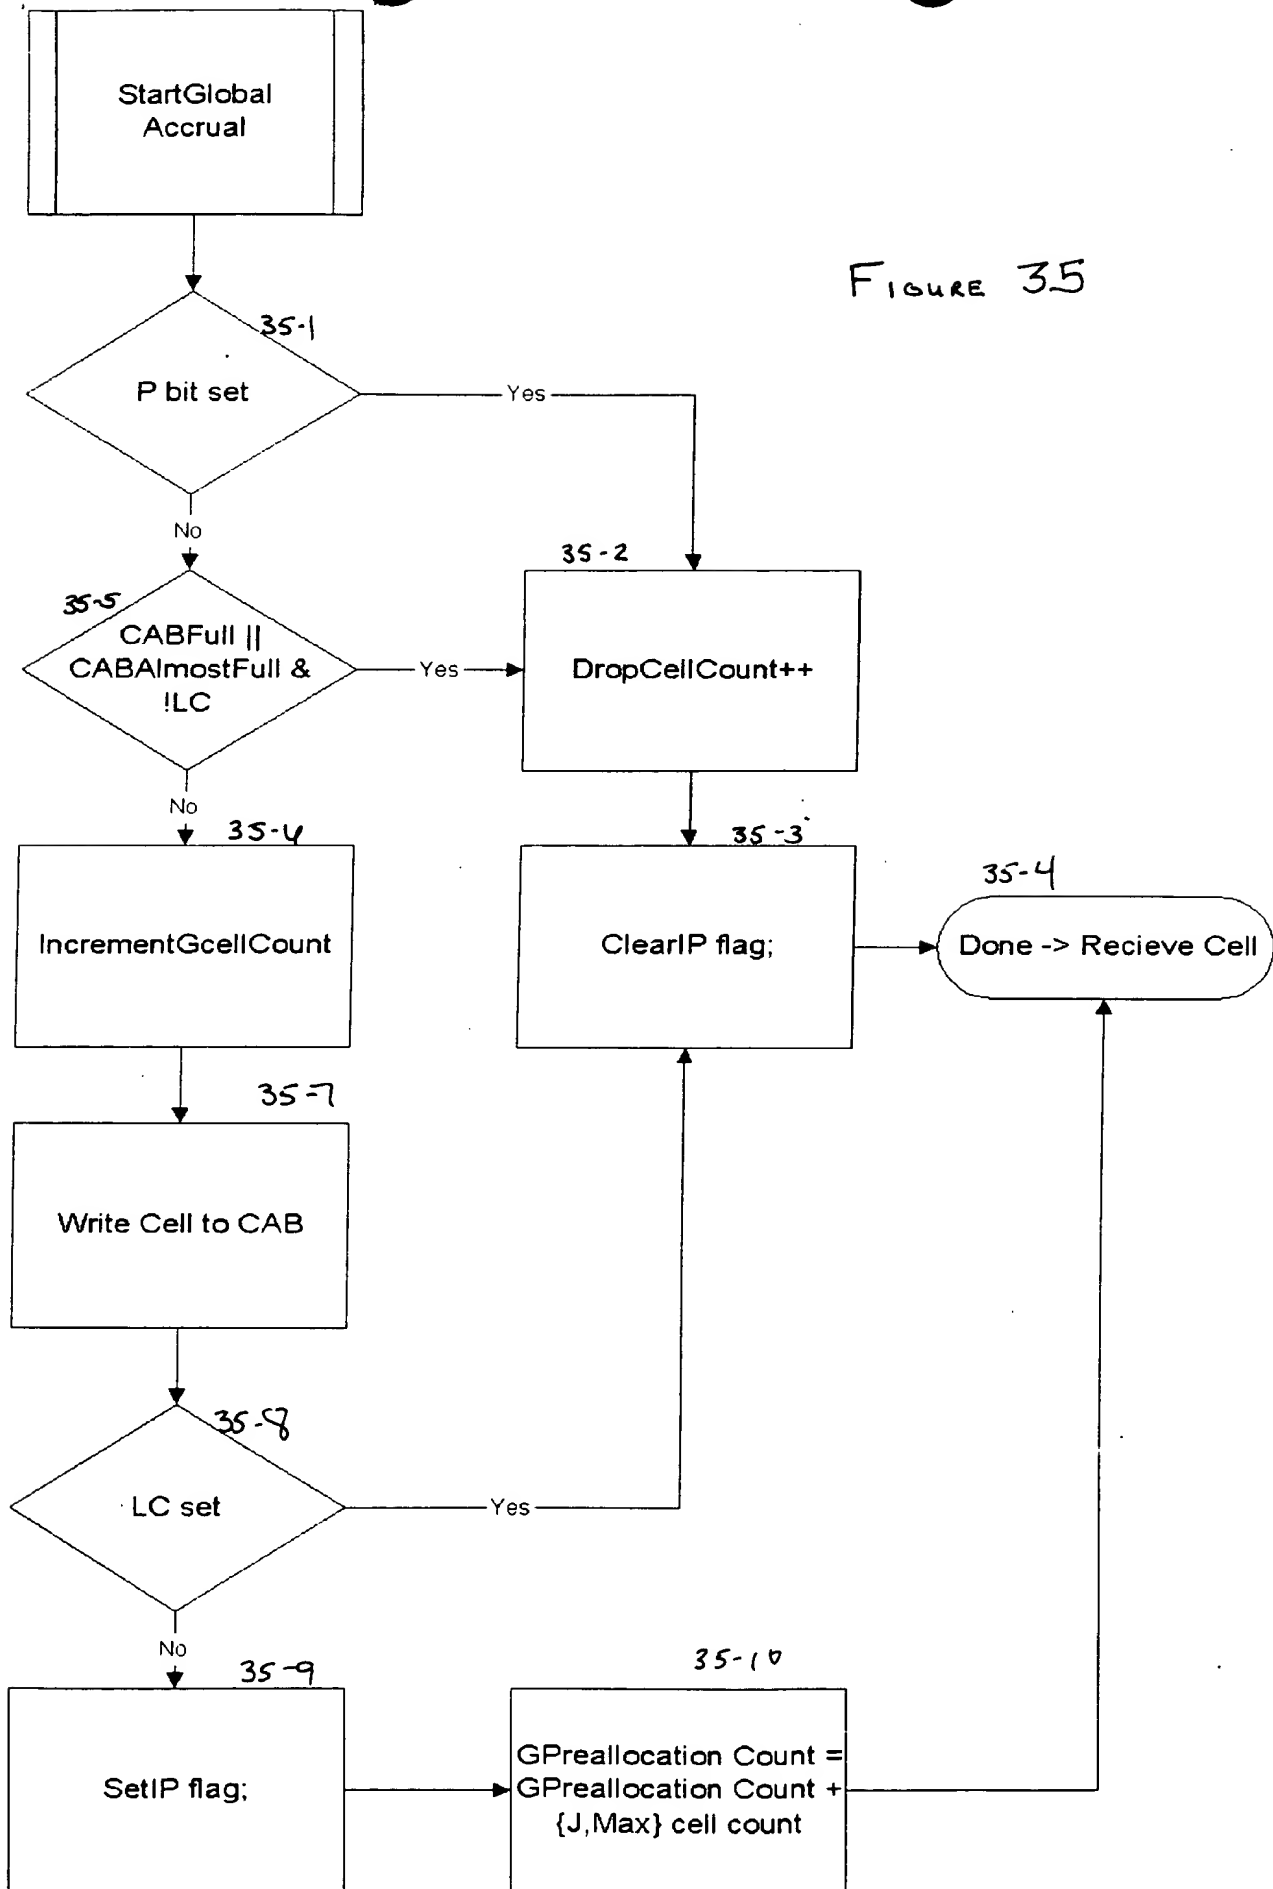 StartGlobal
Accrual
FIGURE 35
35-1
P bit set
Yes
No
35-5
CABFull ||
CABAlmostFull &
!LC
Yes
35-2
DropCellCount++
No
35-4
IncrementGcellCount
35-3
ClearIP flag;
35-4
Done -> Recieve Cell
35-7
Write Cell to CAB
35-8
LC set
Yes
No
35-9
SetIP flag;
35-10
GPreallocation Count =
GPreallocation Count +
{J,Max} cell count